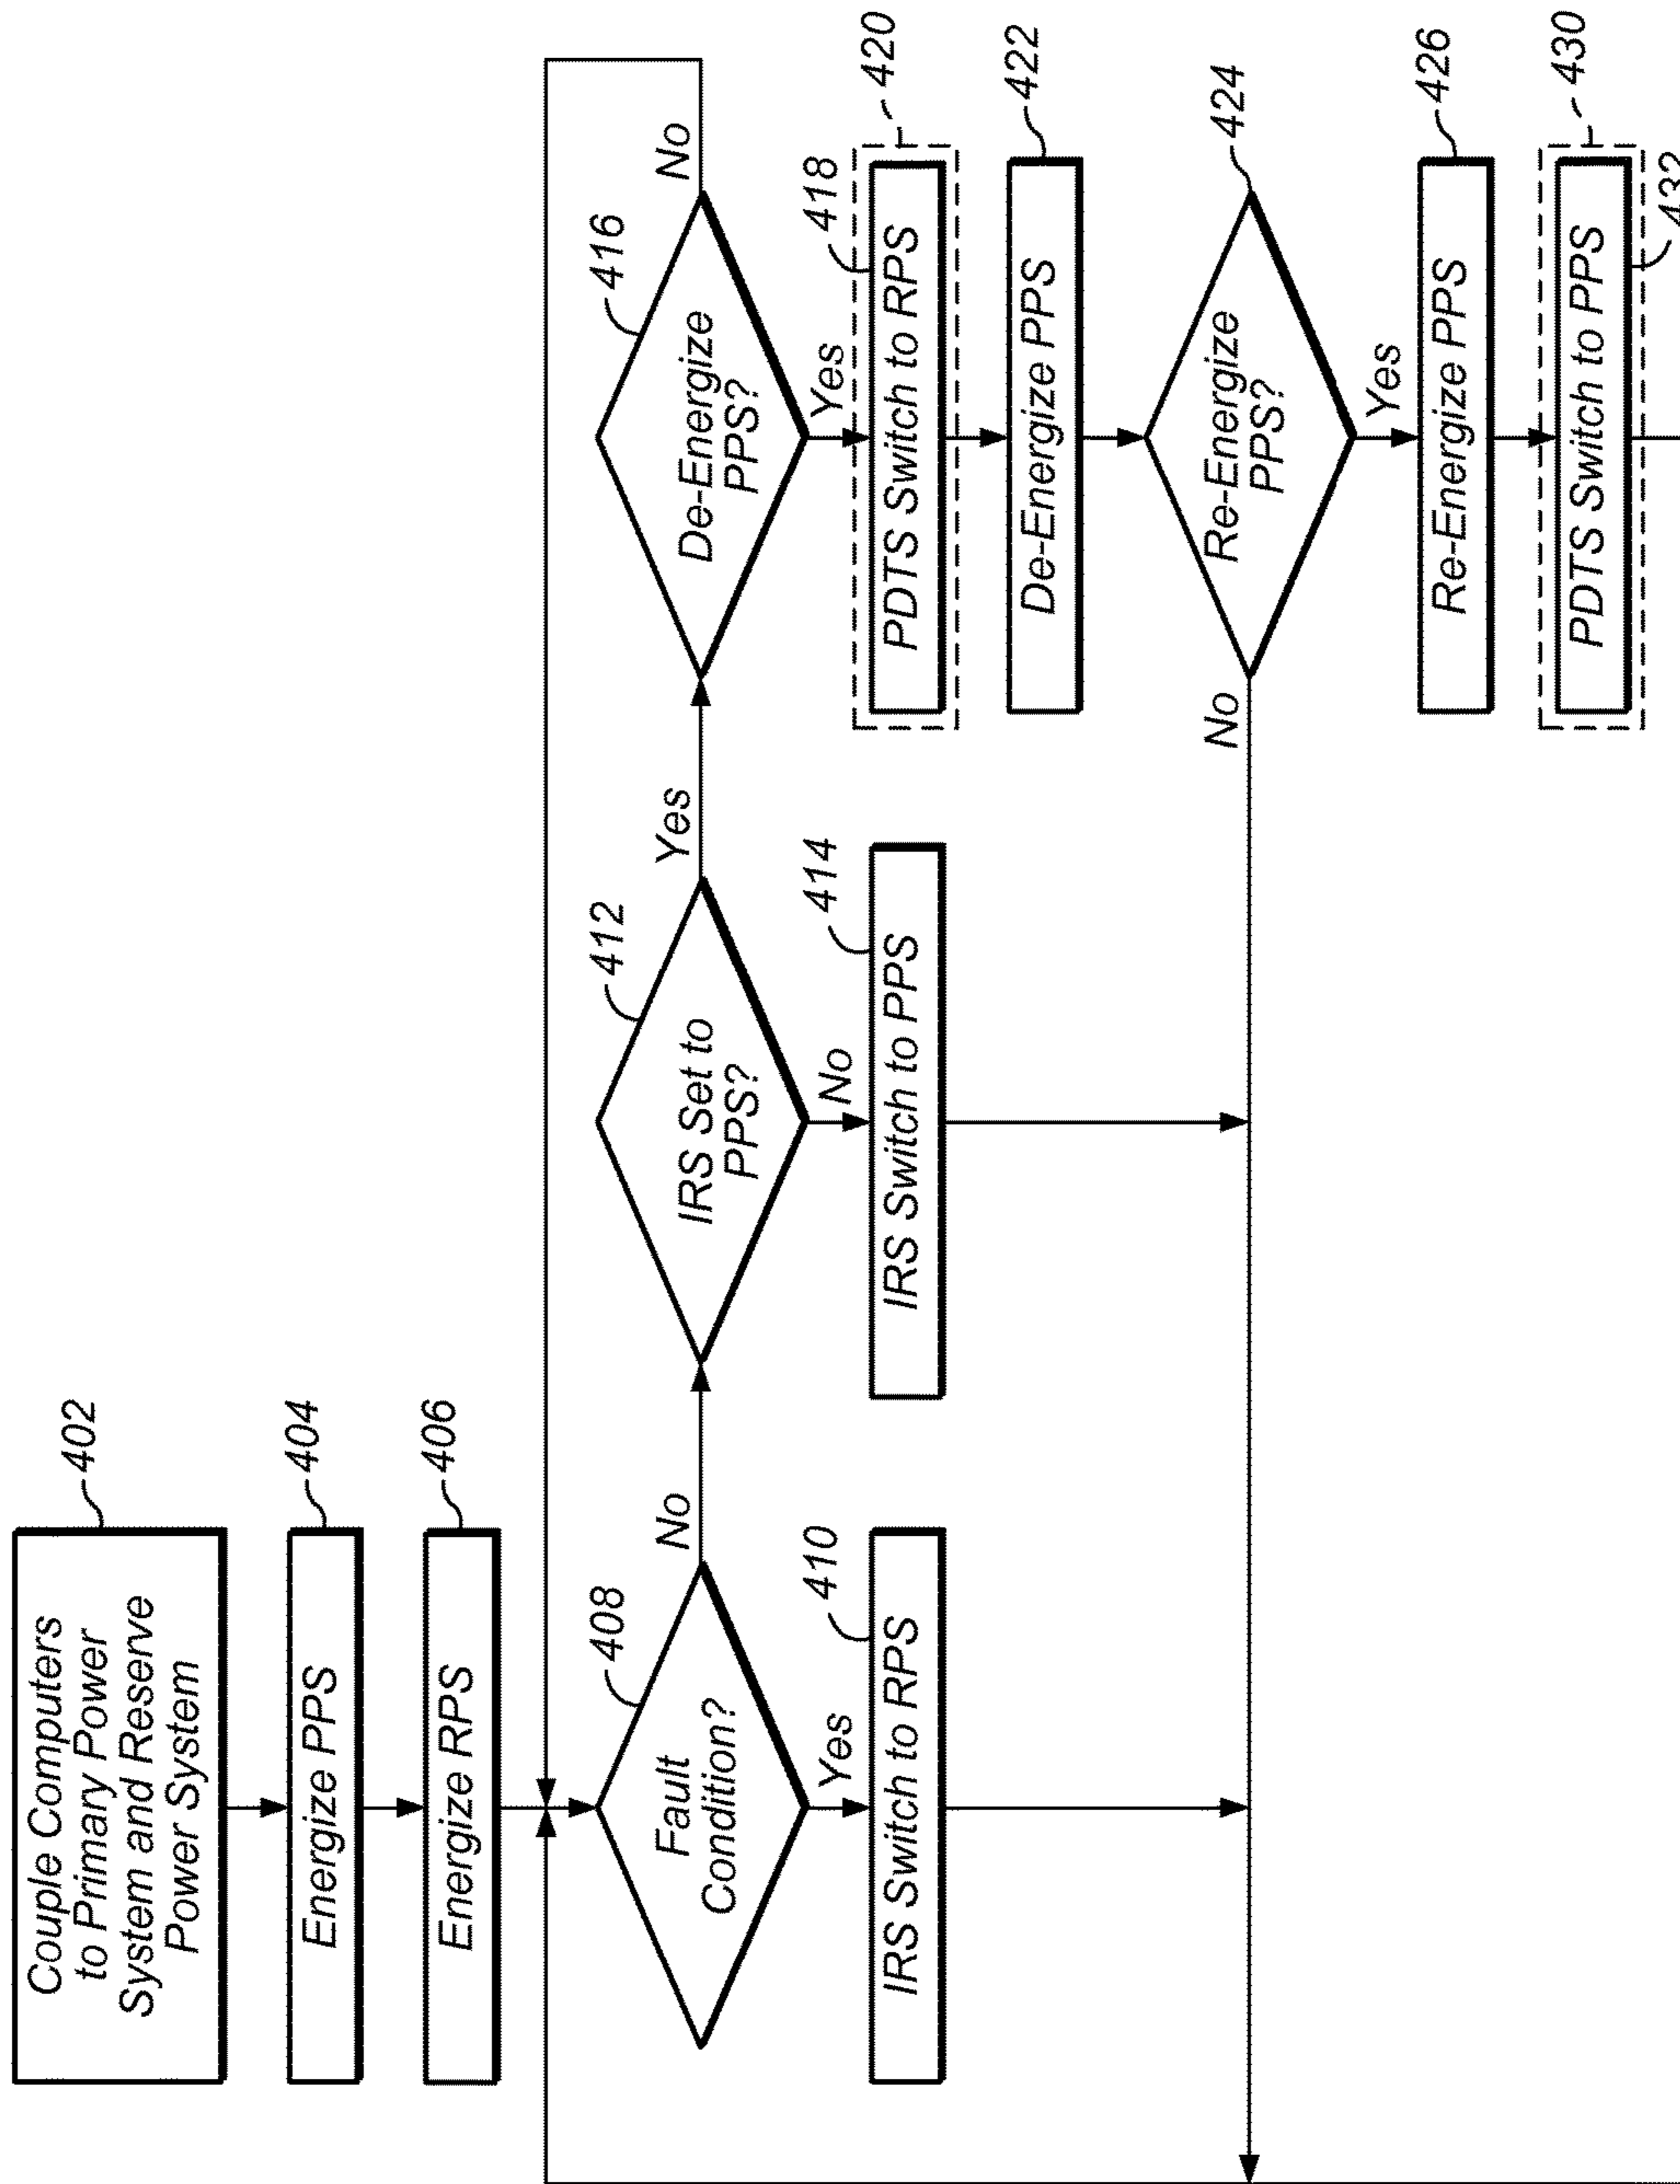 Couple Computers
to Primary Power
System and Reserve
Power System
402
Energize PPS
404
Energize RPS
406
Fault
Condition?
408
No
Yes
IRS Switch to RPS
410
IRS Set to
PPS?
412
Yes
No
IRS Switch to PPS
414
De-Energize
PPS?
416
No
Yes
PDTS Switch to RPS
418
420
De-Energize PPS
422
Re-Energize
PPS?
424
No
Yes
Re-Energize PPS
426
PDTS Switch to PPS
430
432